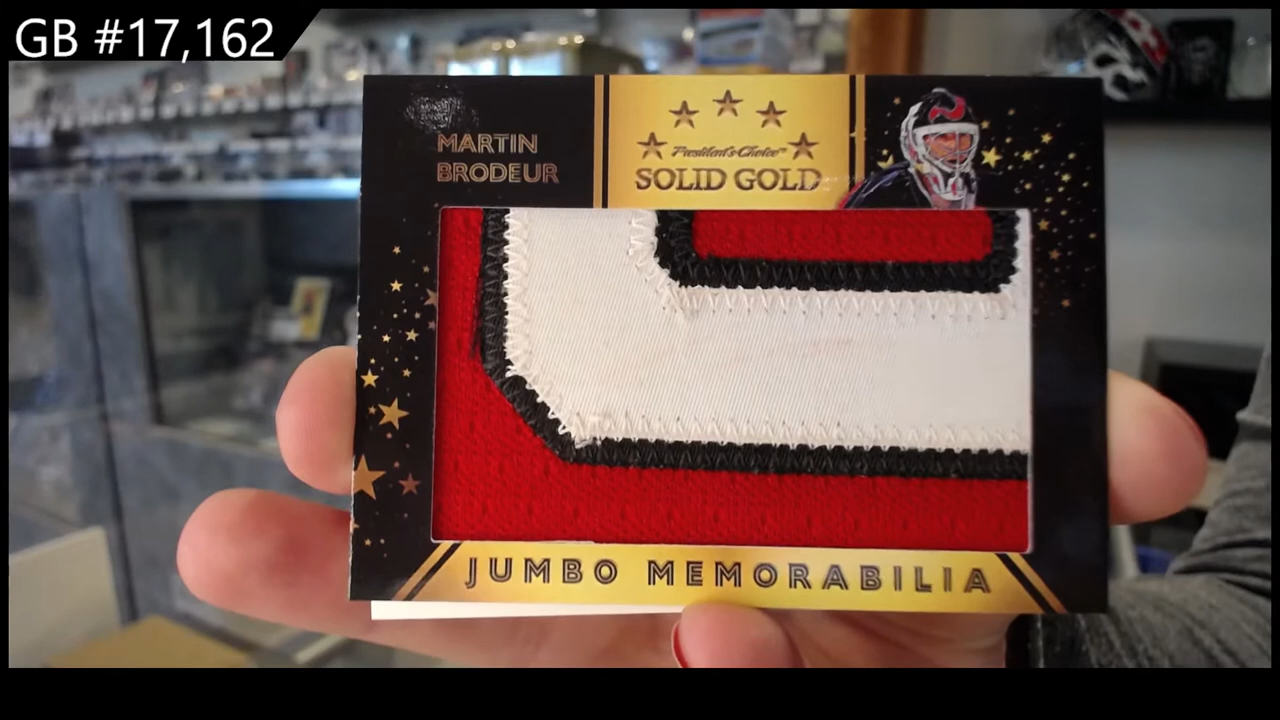 GB #17,162
MARTIN
BRODEUR
President's Choice
SOLID GOLD
JUMBO MEMORABILIA